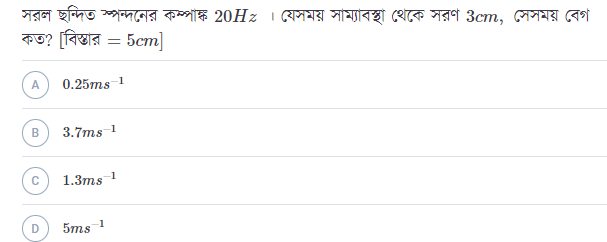 সরল ছন্দিত স্পন্দনের কম্পাঙ্ক 20Hz । যেসময় সাম্যাবস্থা থেকে সরণ 3cm, সেসময় বেগ
কত? [বিস্তার = 5cm]
A 0.25ms⁻¹
B 3.7ms⁻¹
C 1.3ms⁻¹
D 5ms⁻¹